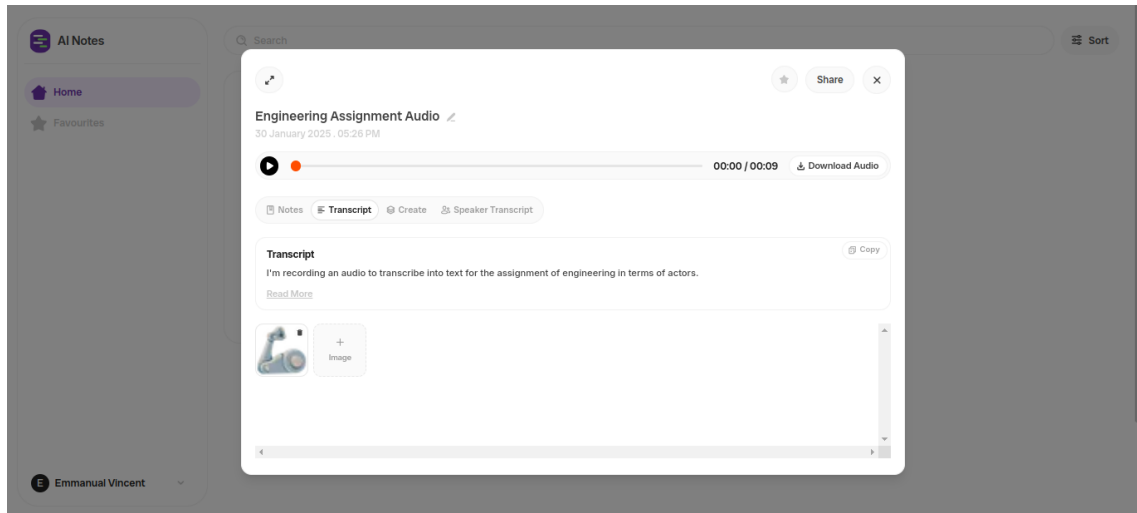 AI Notes
Search
Sort
Home
Favourites
Share
Engineering Assignment Audio
30 January 2025 . 05:26 PM
00:00 / 00:09
Download Audio
Notes
Transcript
Create
Speaker Transcript
Transcript
Copy
I'm recording an audio to transcribe into text for the assignment of engineering in terms of actors.
Read More
+
Image
E
Emmanual Vincent